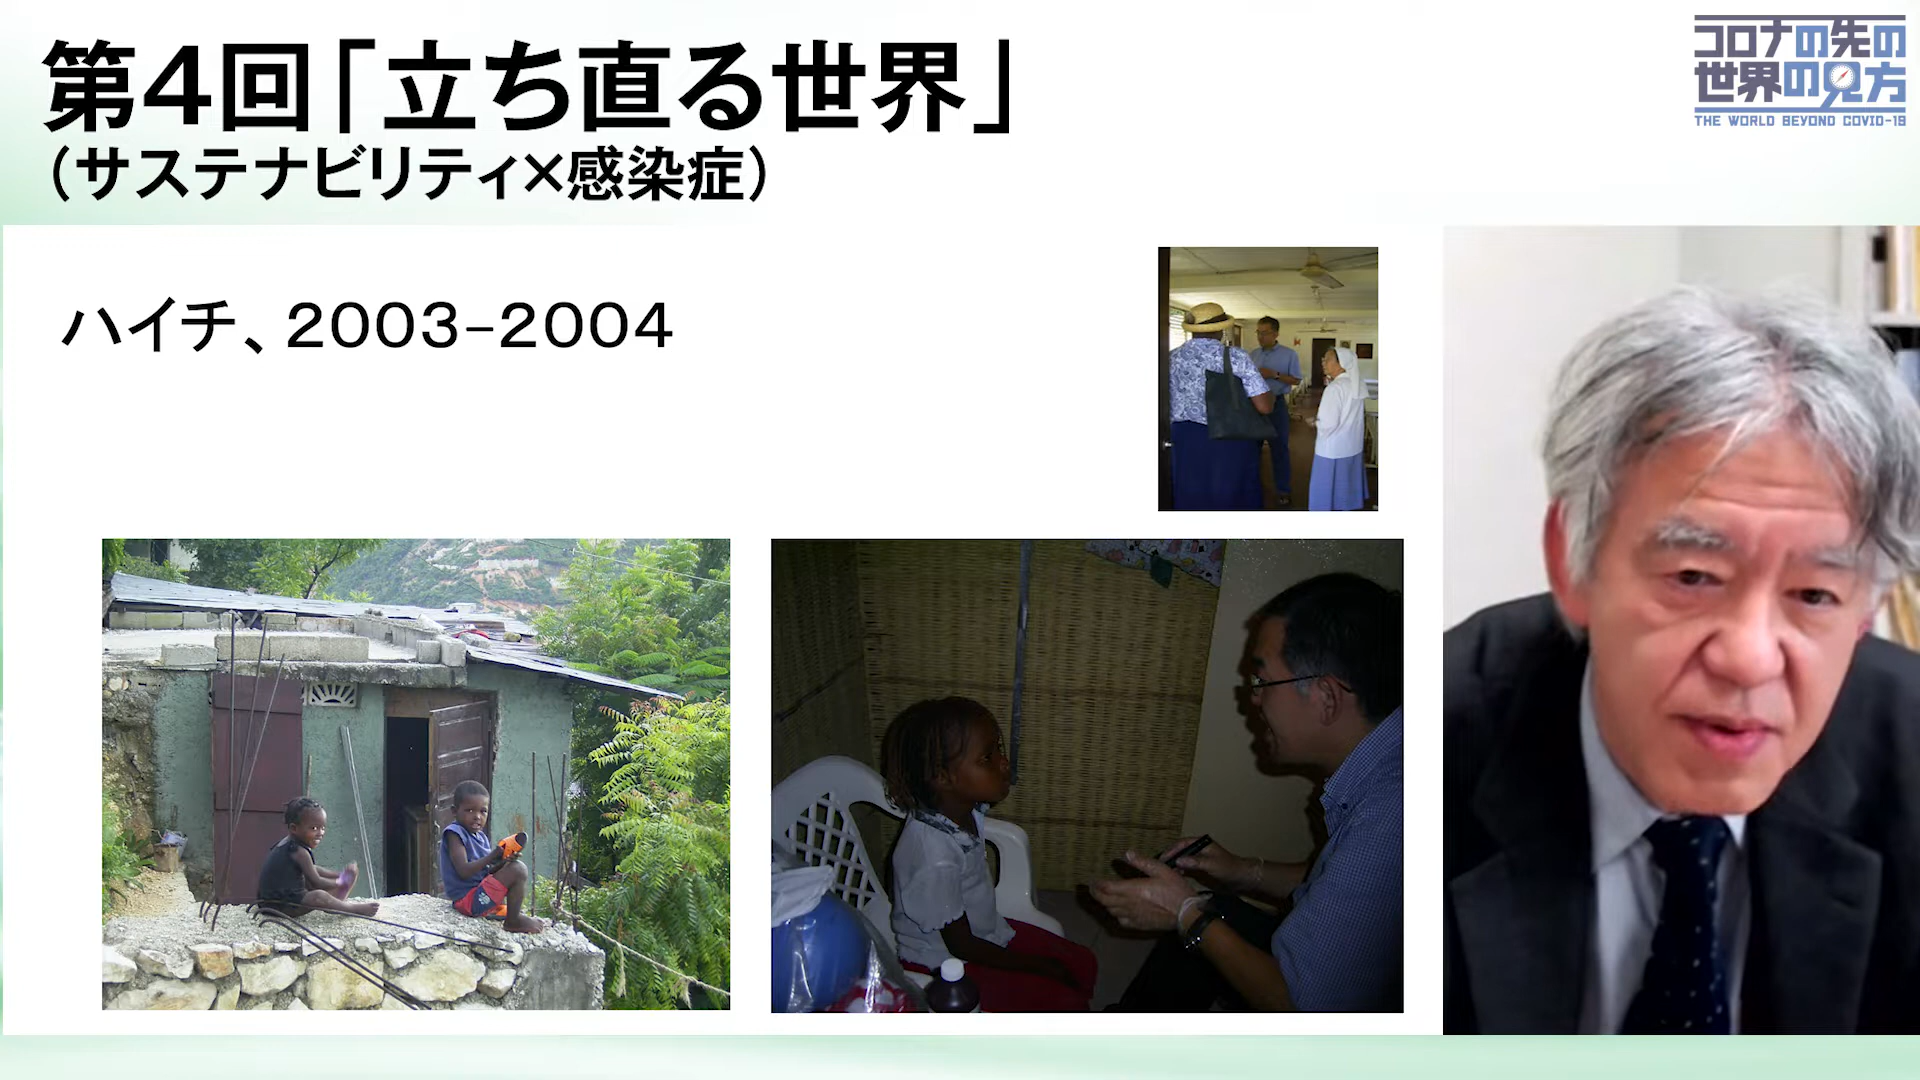 第4回「立ち直る世界」
(サステナビリティ×感染症)
コロナの先の
世界の見方
THE WORLD BEYOND COVID-19
ハイチ、2003-2004